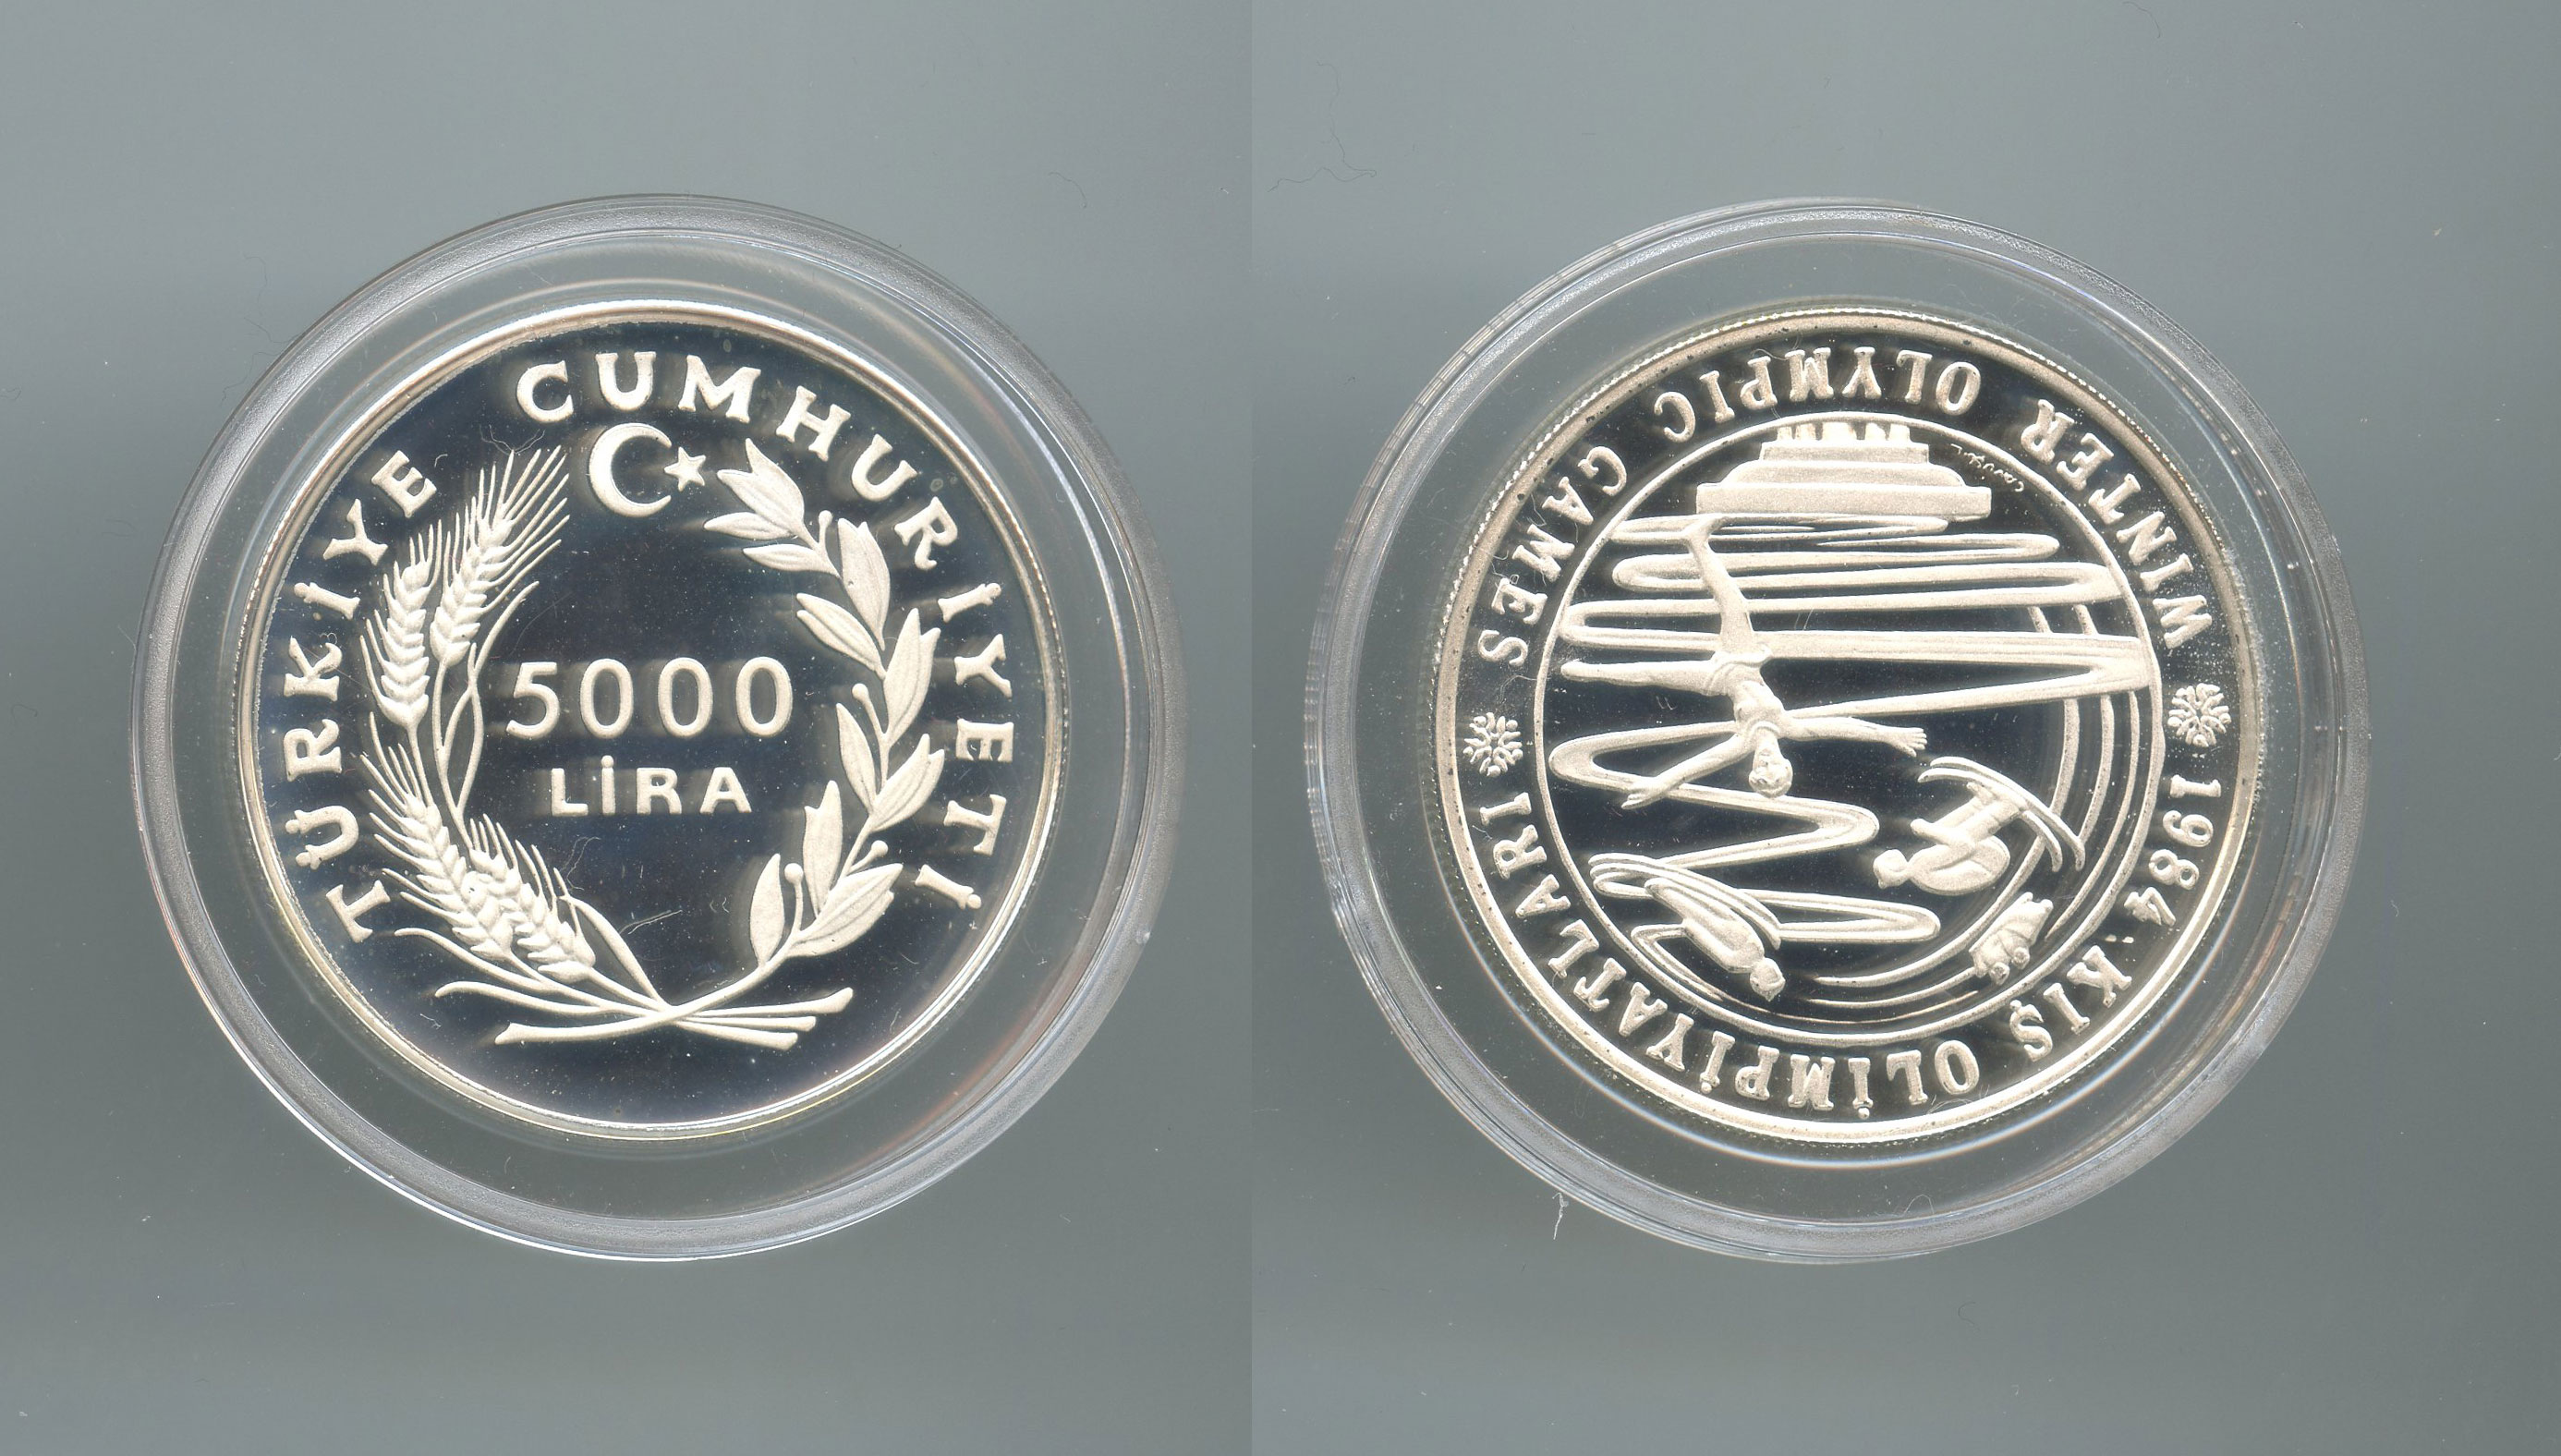 TÜRKİYE CUMHURİYETİ
5000
LİRA
1984 KIŞ OLİMPİYATLARI
WINTER OLYMPIC GAMES